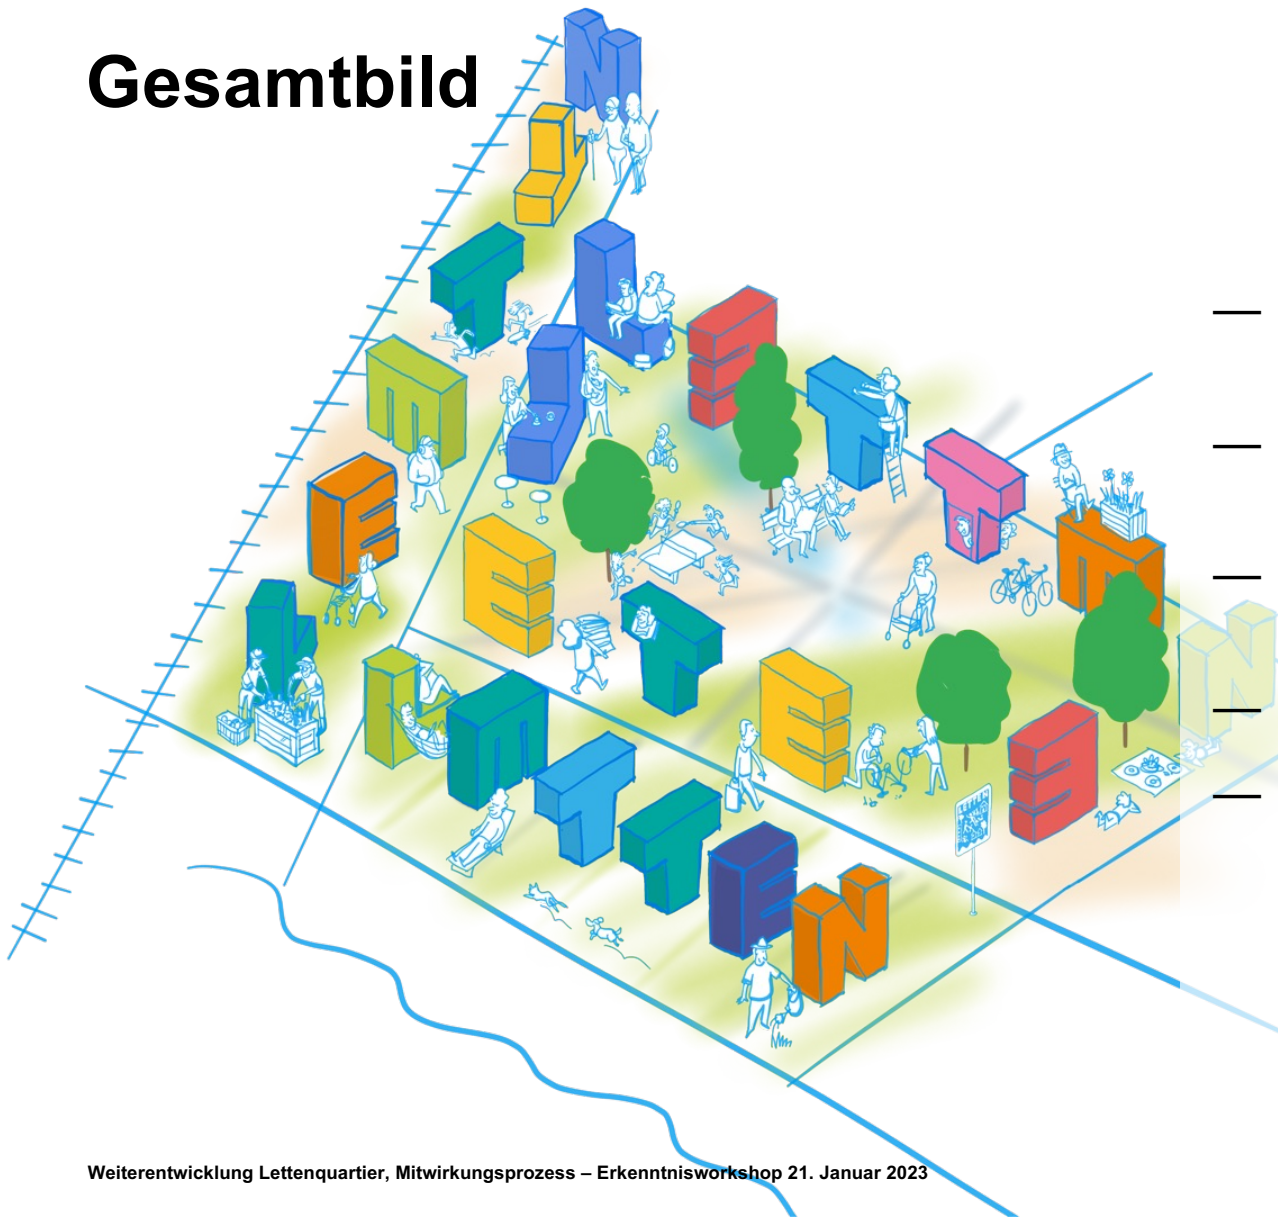 Gesamtbild
N
L
T
L
E
E
L
T
T
E
E
N
N
L
E
T
E
E
L
E
T
T
E
N
Weiterentwicklung Lettenquartier, Mitwirkungsprozess – Erkenntnisworkshop 21. Januar 2023